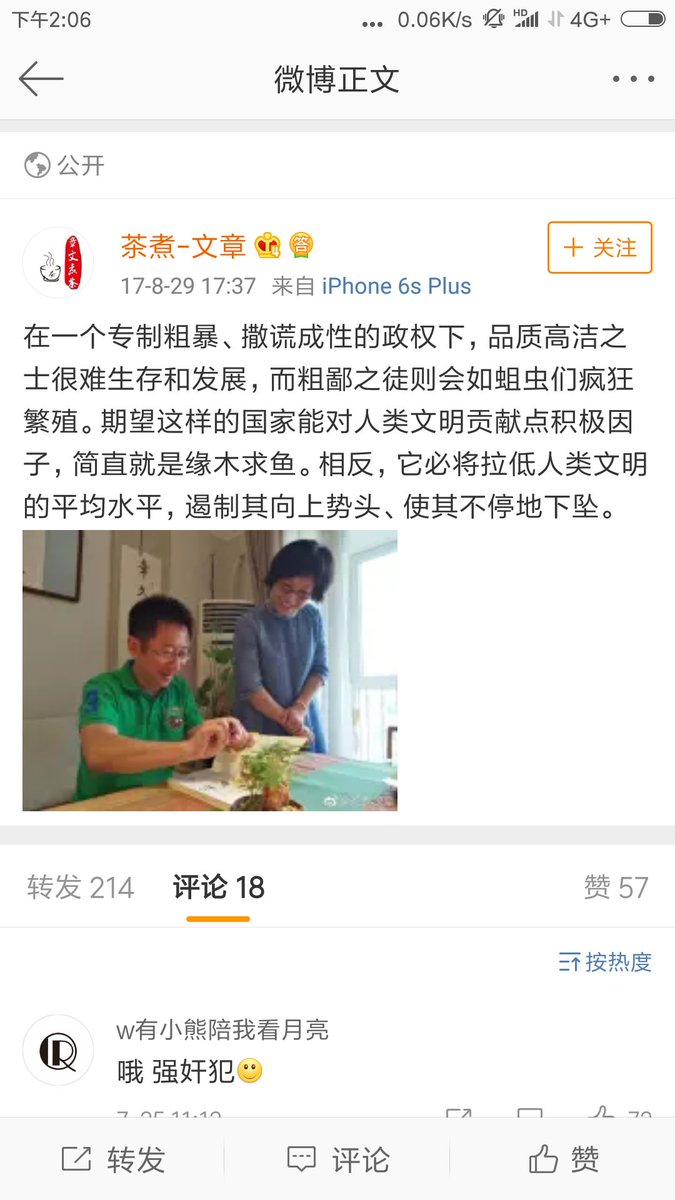 下午2:06
... 0.06K/s HD 4G+
微博正文
公开
茶煮-文章 答
+ 关注
17-8-29 17:37 来自 iPhone 6s Plus
在一个专制粗暴、撒谎成性的政权下，品质高洁之
士很难生存和发展，而粗鄙之徒则会如蛆虫们疯狂
繁殖。期望这样的国家能对人类文明贡献点积极因
子，简直就是缘木求鱼。相反，它必将拉低人类文明
的平均水平，遏制其向上势头、使其不停地下坠。
转发 214 评论 18 赞 57
按热度
w有小熊陪我看月亮
哦 强奸犯
转发 评论 赞